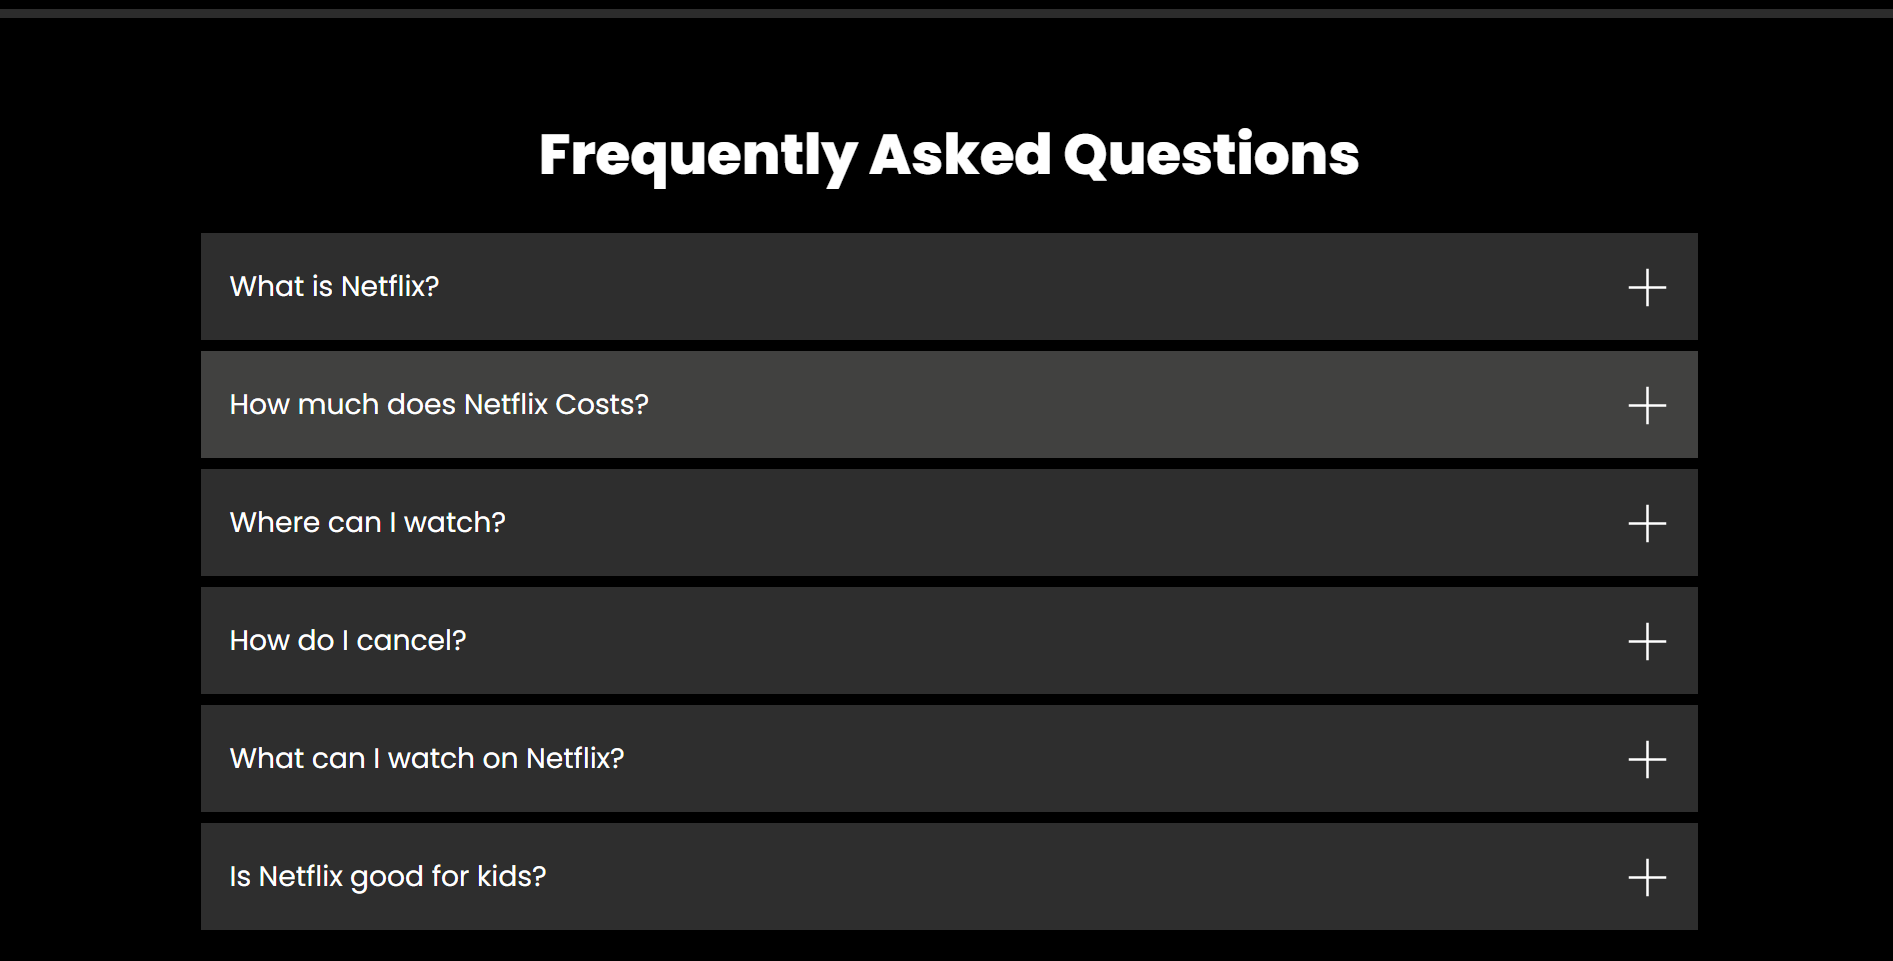 Frequently Asked Questions
What is Netflix?
How much does Netflix Costs?
Where can I watch?
How do I cancel?
What can I watch on Netflix?
Is Netflix good for kids?